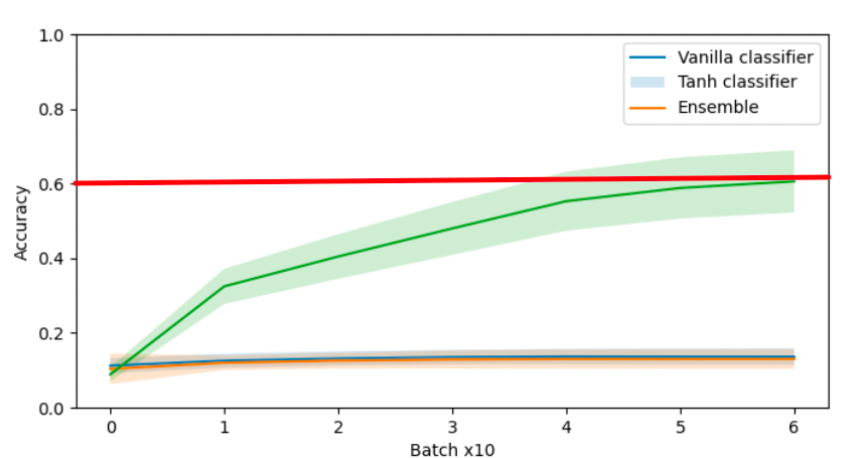 1.0
Vanilla classifier
Tanh classifier
Ensemble
0.8
0.6
Accuracy
0.4
0.2
0.0
0 1 2 3 4 5 6
Batch x10